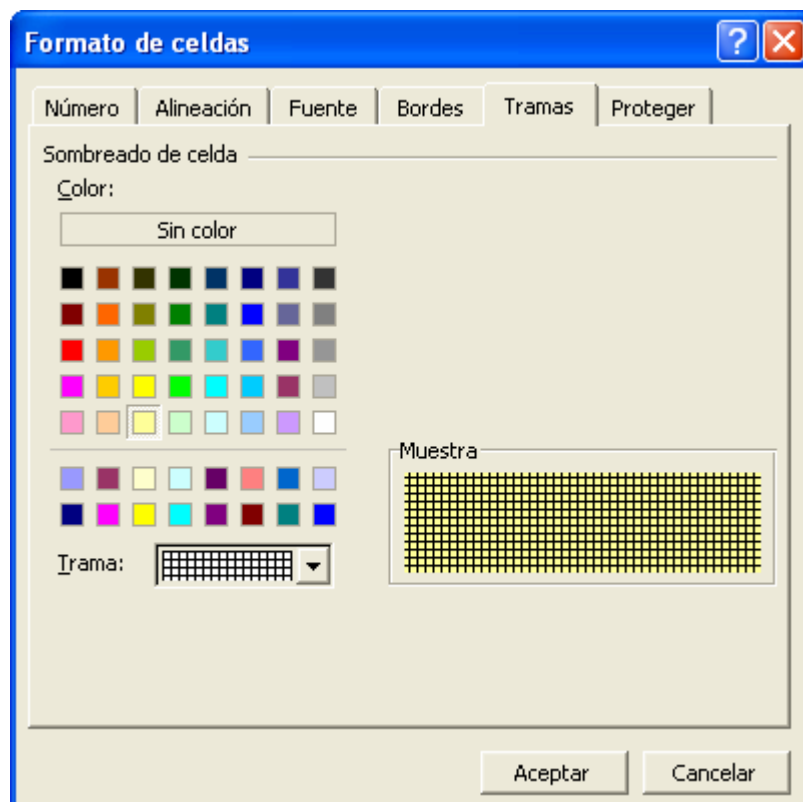 Formato de celdas
Número Alineación Fuente Bordes Tramas Proteger
Sombreado de celda
Color:
Sin color
Muestra
Trama:
Aceptar Cancelar